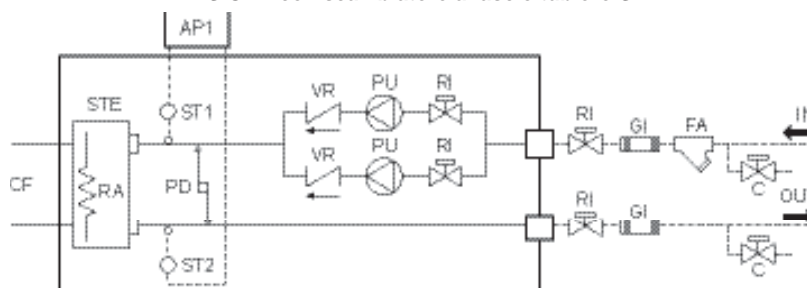 AP1
VR PU RI
STE ST1 RI GI FA IN
VR PU RI
CF RA PD C
RI GI OU
ST2 C